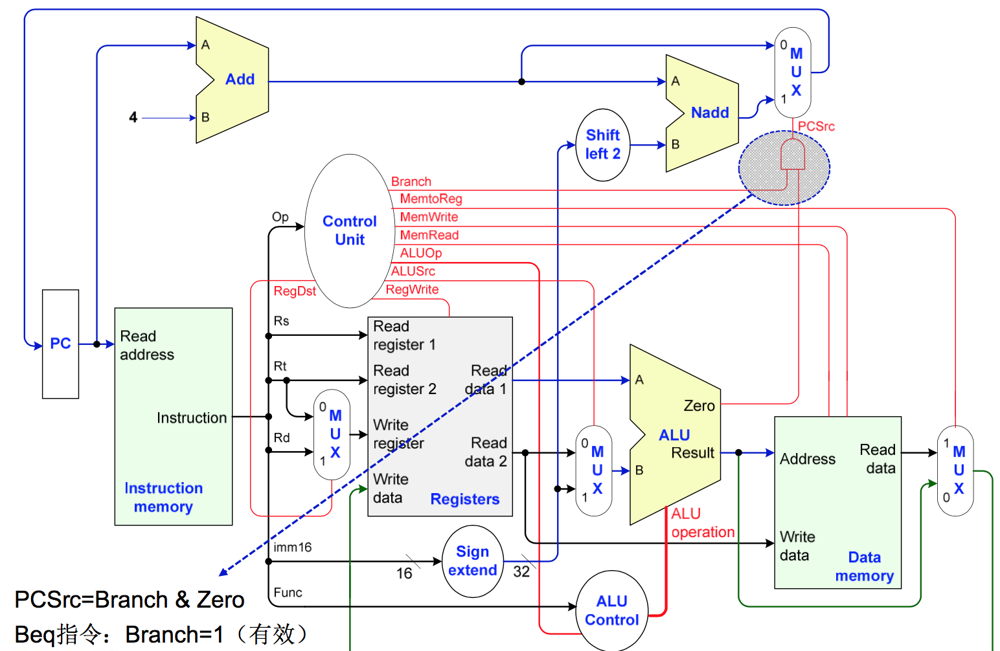 A
Add
4
B
0
M
U
X
1
A
Nadd
B
PCSrc
Shift
left 2
Branch
MemtoReg
MemWrite
MemRead
ALUOp
ALUSrc
RegWrite
RegDst
Control
Unit
Op
Rs
Rt
Rd
imm16
Func
PC
Read
address
Instruction
Instruction
memory
0
M
U
X
1
Read
register 1
Read
register 2
Write
register
Write
data
Read
data 1
Read
data 2
Registers
0
M
U
X
1
A
B
Zero
ALU
Result
ALU
operation
Address
Read
data
Write
data
Data
memory
1
M
U
X
0
16
Sign
extend
32
ALU
Control
PCSrc=Branch & Zero
Beq指令：Branch=1（有效）